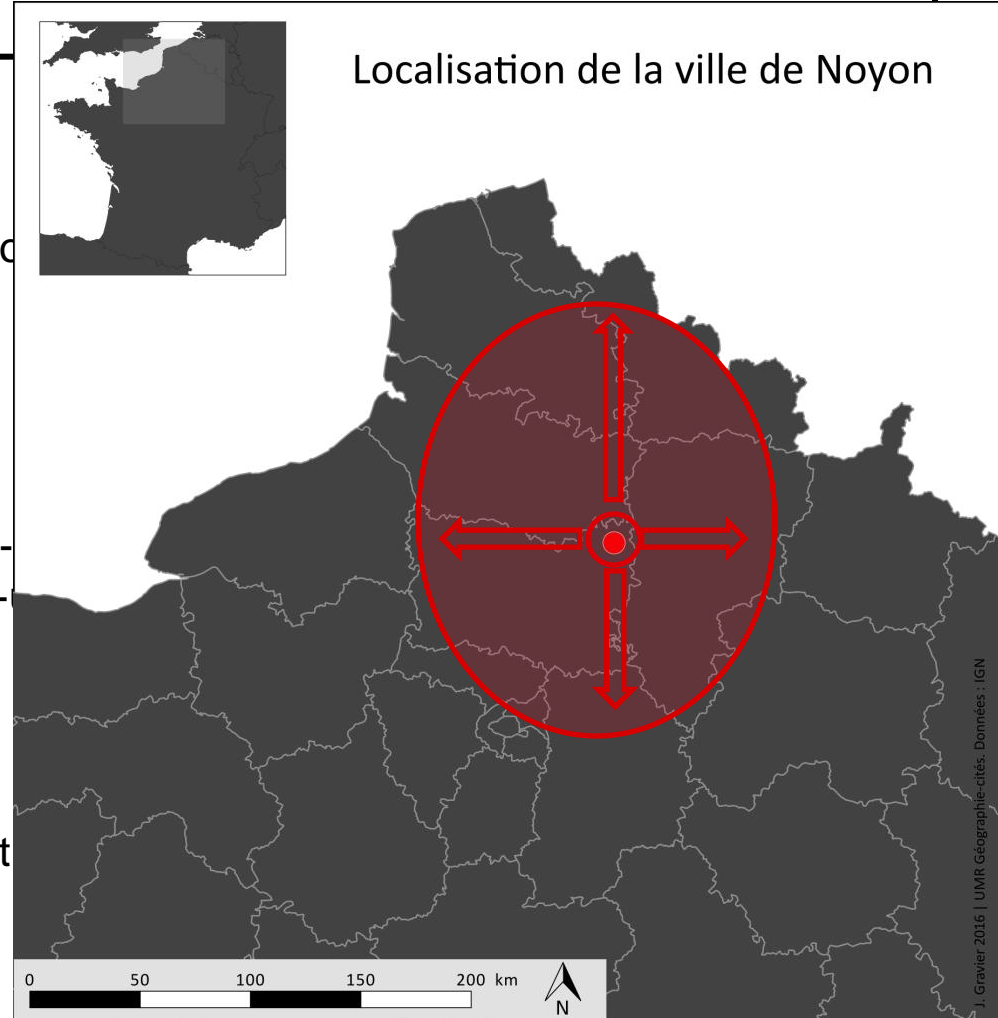 Localisation de la ville de Noyon
0 50 100 150 200 km
N
J. Gravier 2016 | UMR Géographie-cités. Données : IGN